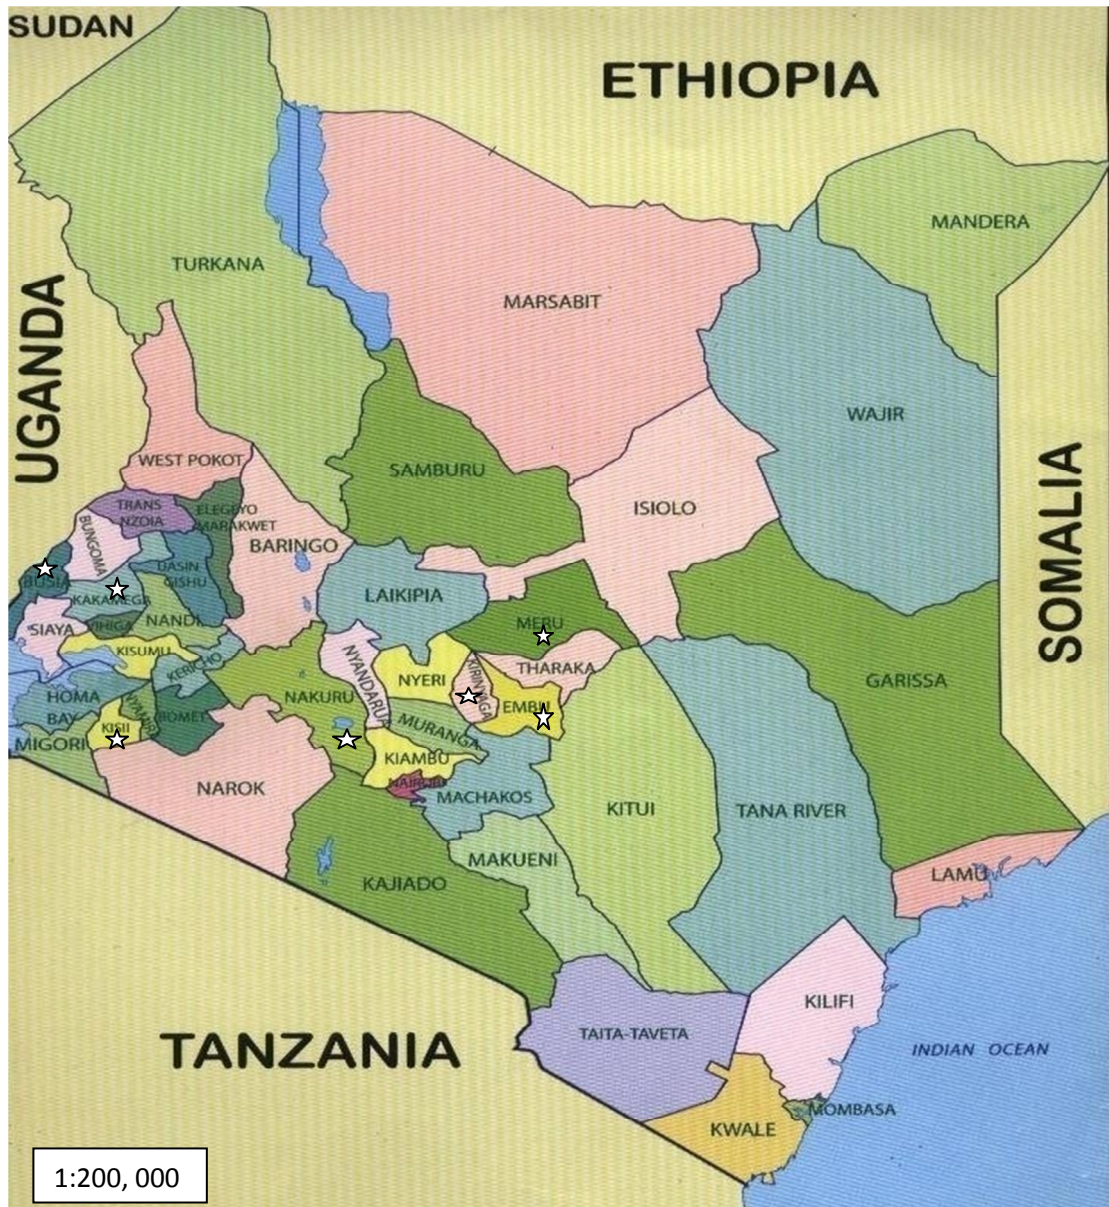 SUDAN
ETHIOPIA
MANDERA
TURKANA
MARSABIT
UGANDA
WAJIR
WEST POKOT
SAMBURU
SOMALIA
TRANS
NZOIA
ELEGEYO
MARAKWET
ISIOLO
BUNGOMA
BARINGO
UASIN
GISHU
BUSIA
KAKAMEGA
LAIKIPIA
SIAYA
VIHIGA
NANDI
MERU
KISUMU
KERICHO
NYANDARUA
THARAKA
NYERI
GARISSA
HOMA
BAY
NAKURU
EMBU
BOMET
KISII
MIGORI
MURANGA
KIAMBU
NAIROBI
NAROK
MACHAKOS
KITUI
TANA RIVER
MAKUENI
LAMU
KAJIADO
KILIFI
TAITA-TAVETA
TANZANIA
INDIAN OCEAN
MOMBASA
KWALE
1:200, 000